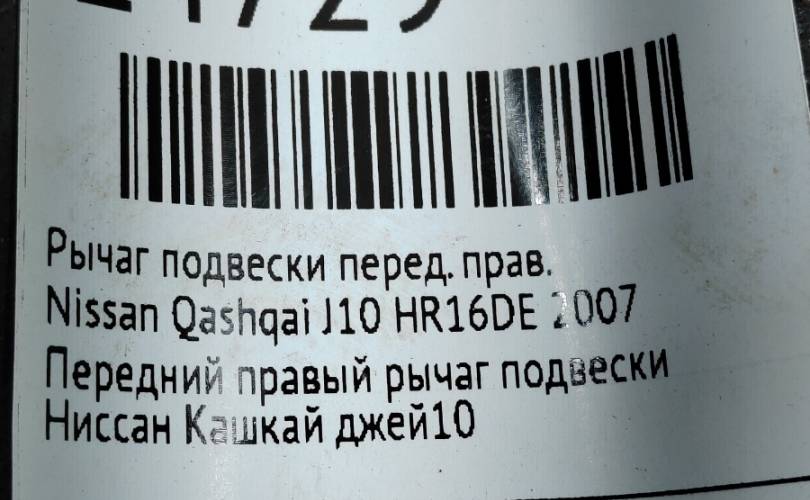 Рычаг подвески перед. прав.
Nissan Qashqai J10 HR16DE 2007
Передний правый рычаг подвески
Ниссан Кашкай джей10